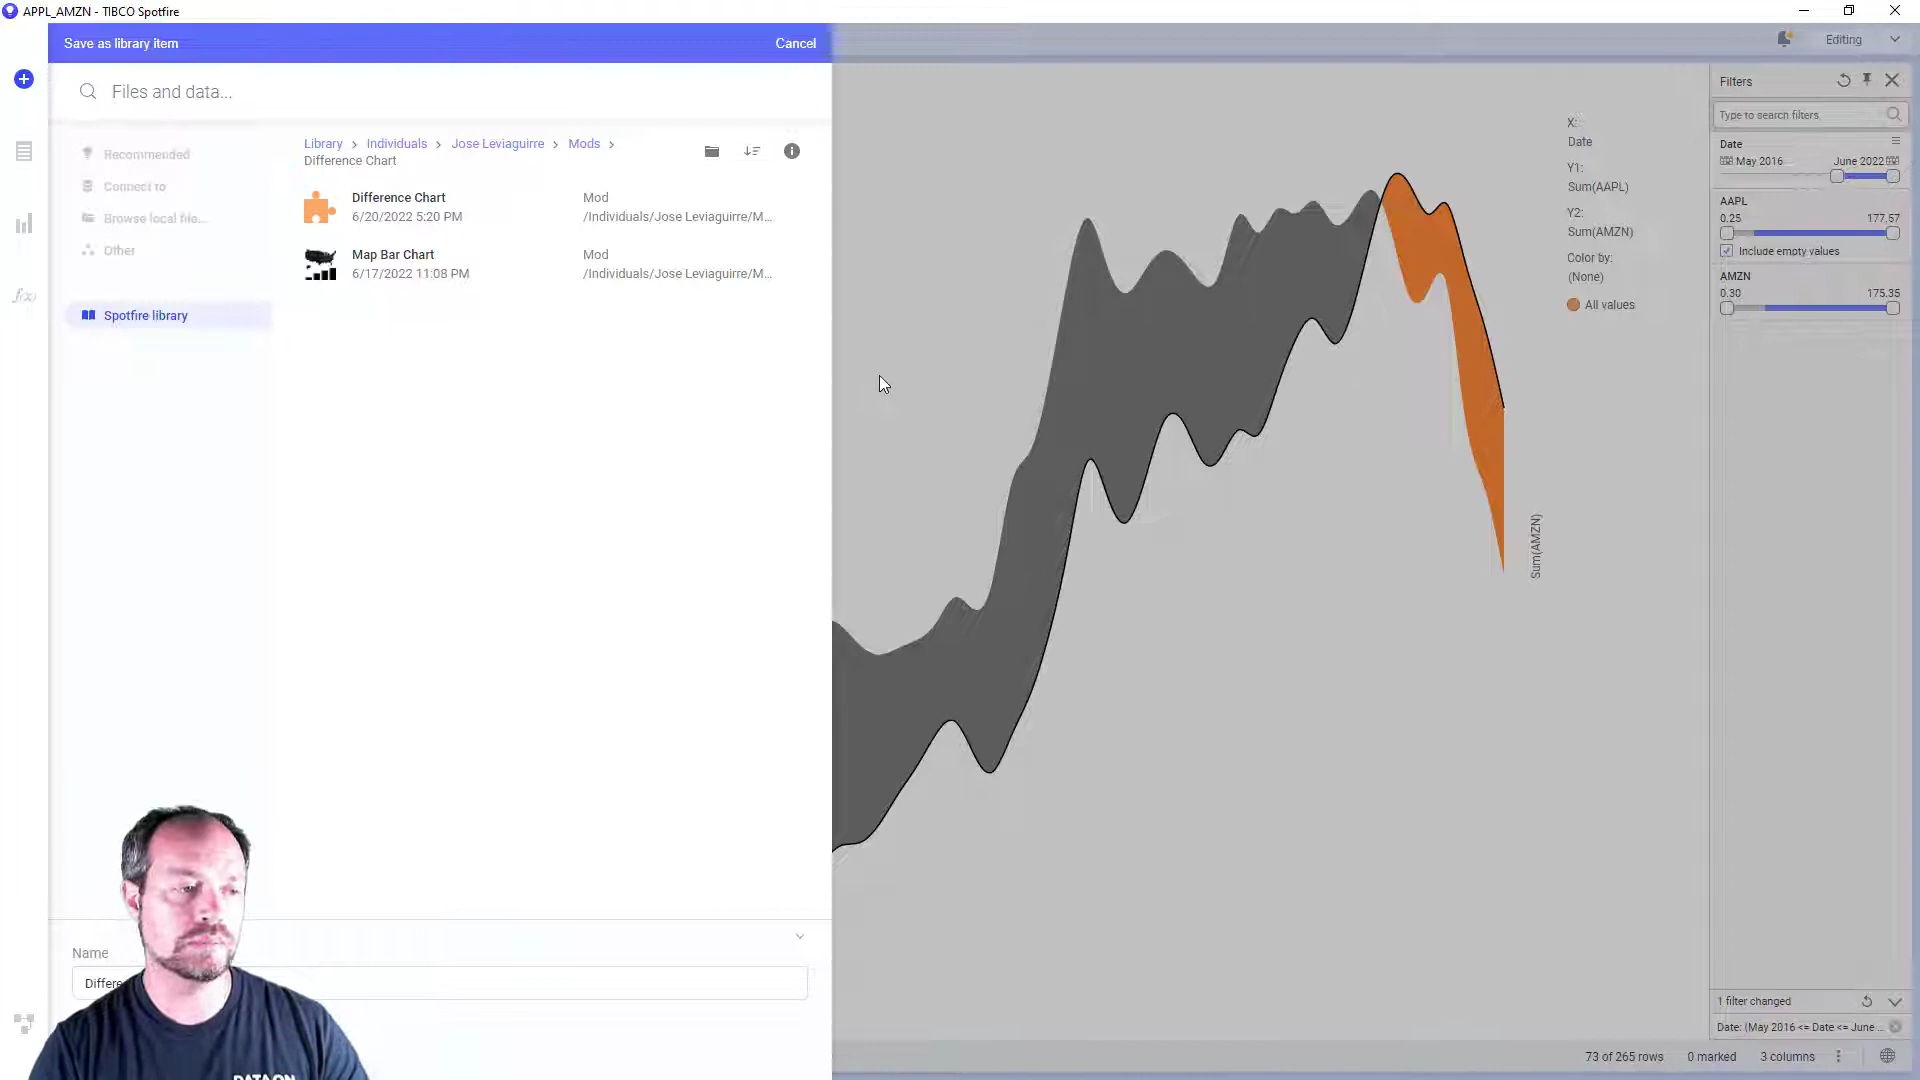 APPL_AMZN - TIBCO Spotfire
Save as library item
Cancel
Editing
Files and data...
Recommended
Connect to
Browse local file...
Other
Spotfire library
Library > Individuals > Jose Leviaguirre > Mods >
Difference Chart
Difference Chart
Mod
6/20/2022 5:20 PM
/Individuals/Jose Leviaguirre/M...
Map Bar Chart
Mod
6/17/2022 11:08 PM
/Individuals/Jose Leviaguirre/M...
f(x)
Name
Differe
X:
Date
Y1:
Sum(AAPL)
Y2:
Sum(AMZN)
Color by:
(None)
All values
Sum(AMZN)
Filters
Type to search filters
Date
May 2016
June 2022
AAPL
0.25
177.57
Include empty values
AMZN
0.30
175.35
1 filter changed
Date: (May 2016 <= Date <= June ...
73 of 265 rows
0 marked
3 columns